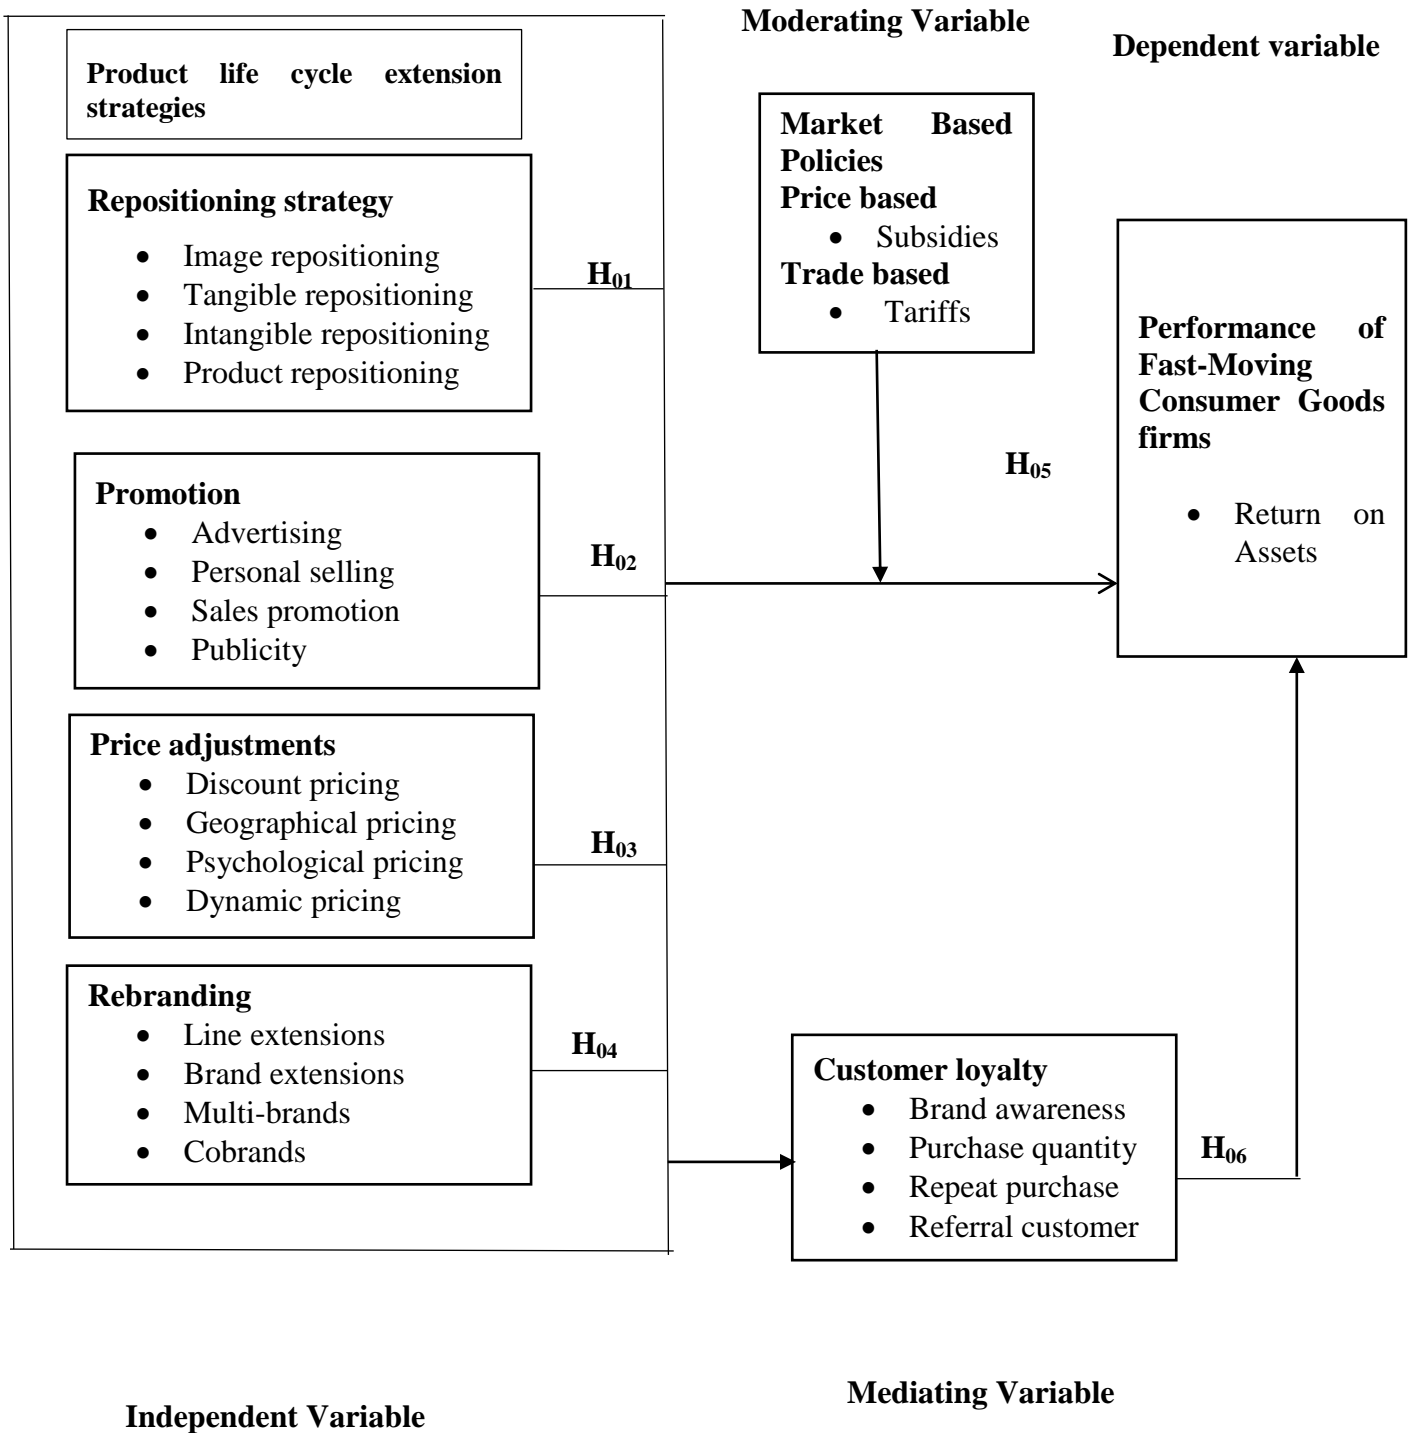 Moderating Variable
Dependent variable
Product life cycle extension
strategies
Repositioning strategy
• Image repositioning
• Tangible repositioning
• Intangible repositioning
• Product repositioning
H01
Market Based
Policies
Price based
• Subsidies
Trade based
• Tariffs
Performance of
Fast-Moving
Consumer Goods
firms
• Return on
Assets
H05
Promotion
• Advertising
• Personal selling
• Sales promotion
• Publicity
H02
Price adjustments
• Discount pricing
• Geographical pricing
• Psychological pricing
• Dynamic pricing
H03
Rebranding
• Line extensions
• Brand extensions
• Multi-brands
• Cobrands
H04
Customer loyalty
• Brand awareness
• Purchase quantity
• Repeat purchase
• Referral customer
H06
Mediating Variable
Independent Variable